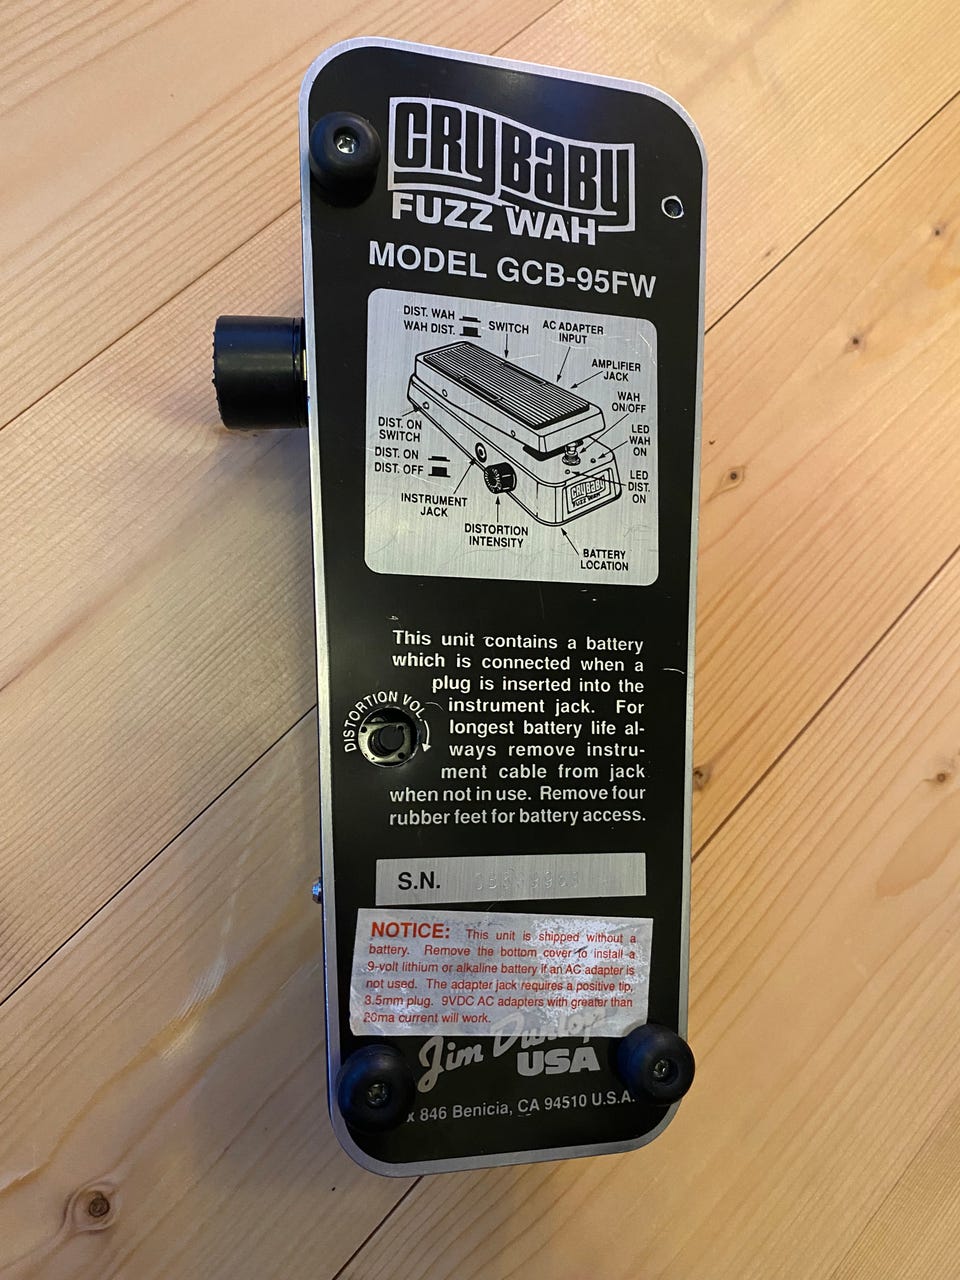 CRYBABY
FUZZ WAH
MODEL GCB-95FW
DIST. WAH
WAH DIST.
SWITCH
AC ADAPTER
INPUT
AMPLIFIER
JACK
WAH
ON/OFF
LED
WAH
ON
LED
DIST.
ON
DIST. ON
SWITCH
DIST. ON
DIST. OFF
INSTRUMENT
JACK
DISTORTION
INTENSITY
CRYBABY
FUZZ WAH
BATTERY
LOCATION
This unit contains a battery
which is connected when a
plug is inserted into the
instrument jack. For
longest battery life al-
ways remove instru-
ment cable from jack
when not in use. Remove four
rubber feet for battery access.
DISTORTION VOL.
S.N.
NOTICE: This unit is shipped without a
battery. Remove the bottom cover to install a
9-volt lithium or alkaline battery if an AC adapter is
not used. The adapter jack requires a positive tip,
3.5mm plug. 9VDC AC adapters with greater than
20ma current will work.
Jim Dunlop
USA
x 846 Benicia, CA 94510 U.S.A.